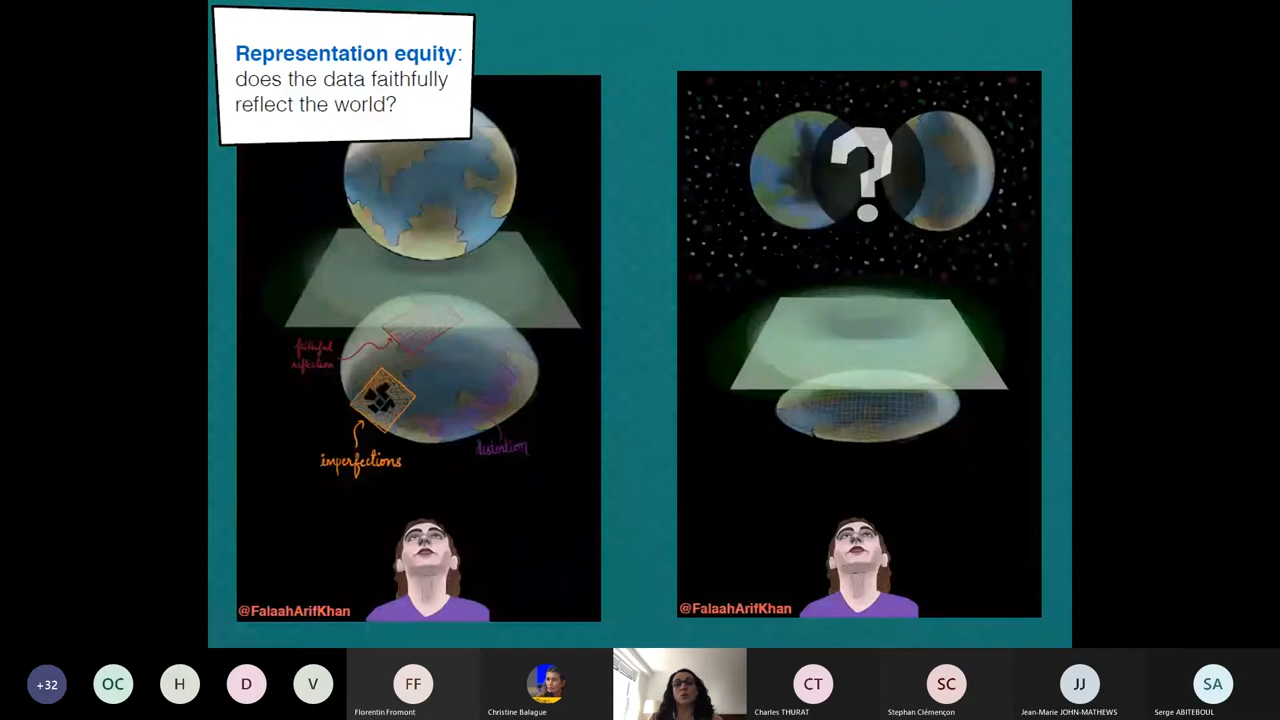 Representation equity:
does the data faithfully
reflect the world?
?
faithful
reflection
imperfections
distortion
@FalaahArifKhan
@FalaahArifKhan
+32
OC
H
D
V
FF
CT
SC
JJ
SA
Florentin Fromont
Christine Balague
Charles THURAT
Stephan Clémençon
Jean-Marie JOHN-MATHEWS
Serge ABITEBOUL